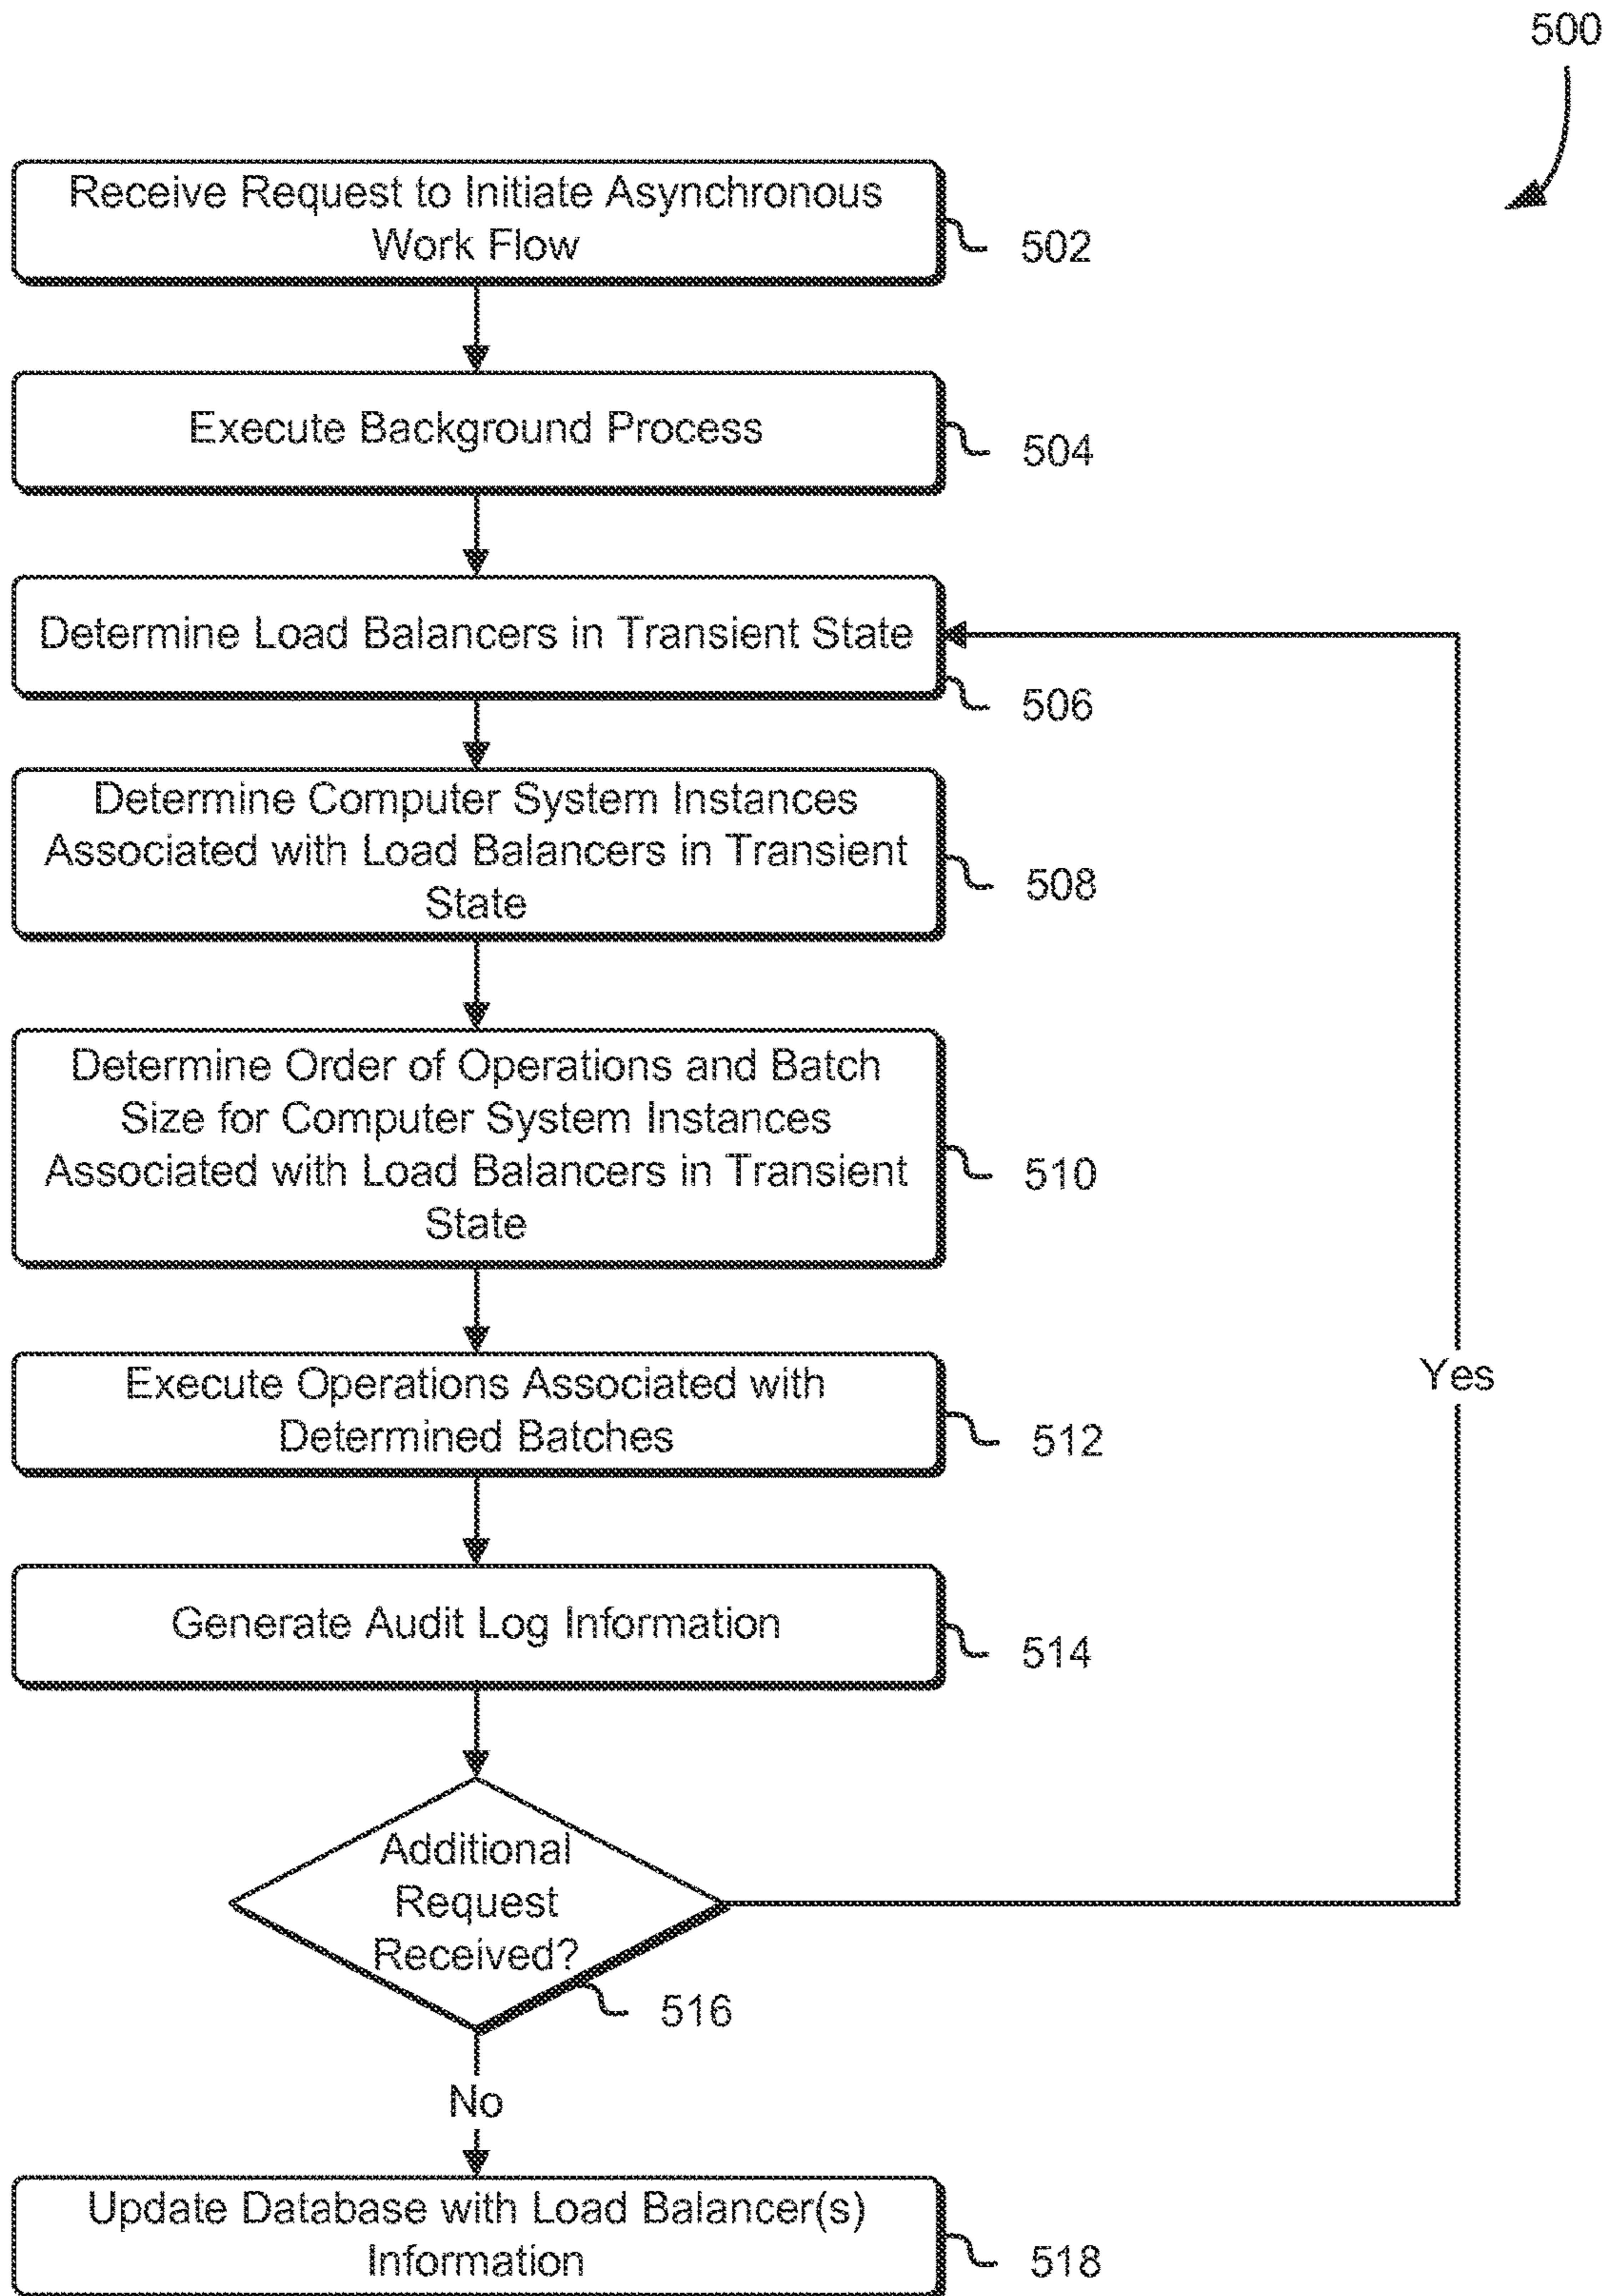 500
Receive Request to Initiate Asynchronous
Work Flow
502
Execute Background Process
504
Determine Load Balancers in Transient State
506
Determine Computer System Instances
Associated with Load Balancers in Transient
State
508
Determine Order of Operations and Batch
Size for Computer System Instances
Associated with Load Balancers in Transient
State
510
Execute Operations Associated with
Determined Batches
512
Yes
Generate Audit Log Information
514
Additional
Request
Received?
516
No
Update Database with Load Balancer(s)
Information
518